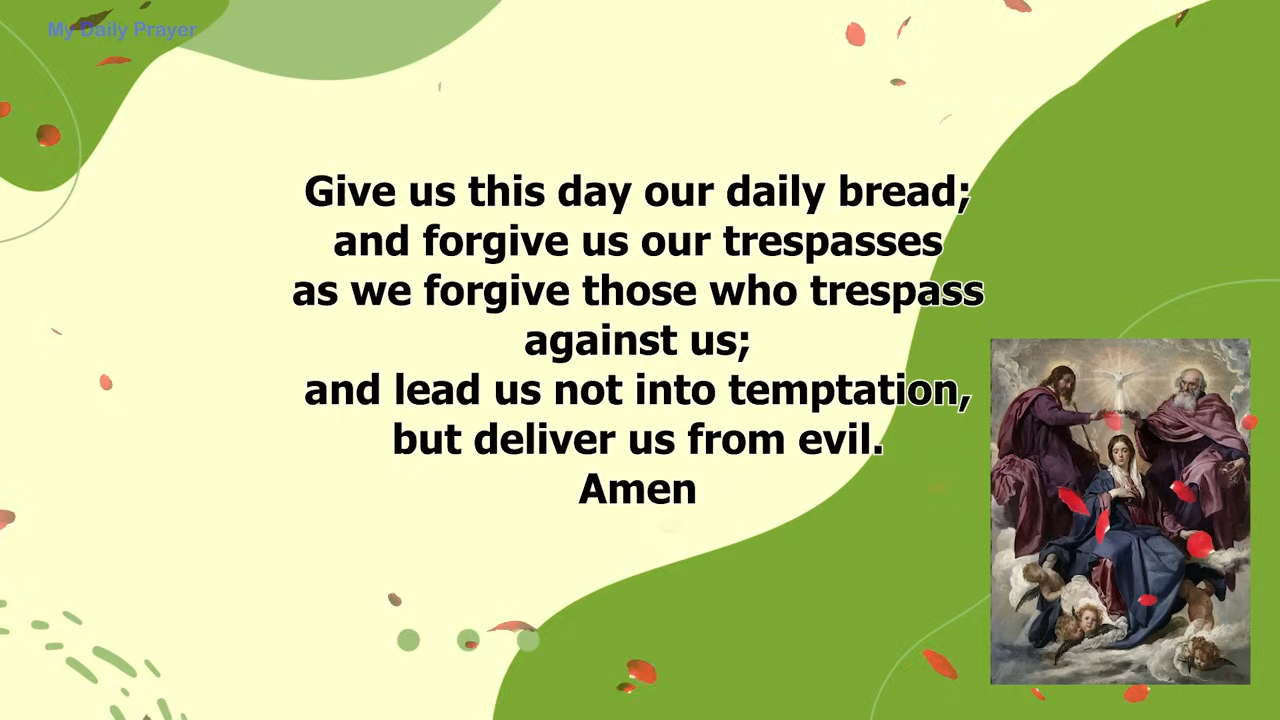 My Daily Prayer
Give us this day our daily bread;
and forgive us our trespasses
as we forgive those who trespass
against us;
and lead us not into temptation,
but deliver us from evil.
Amen